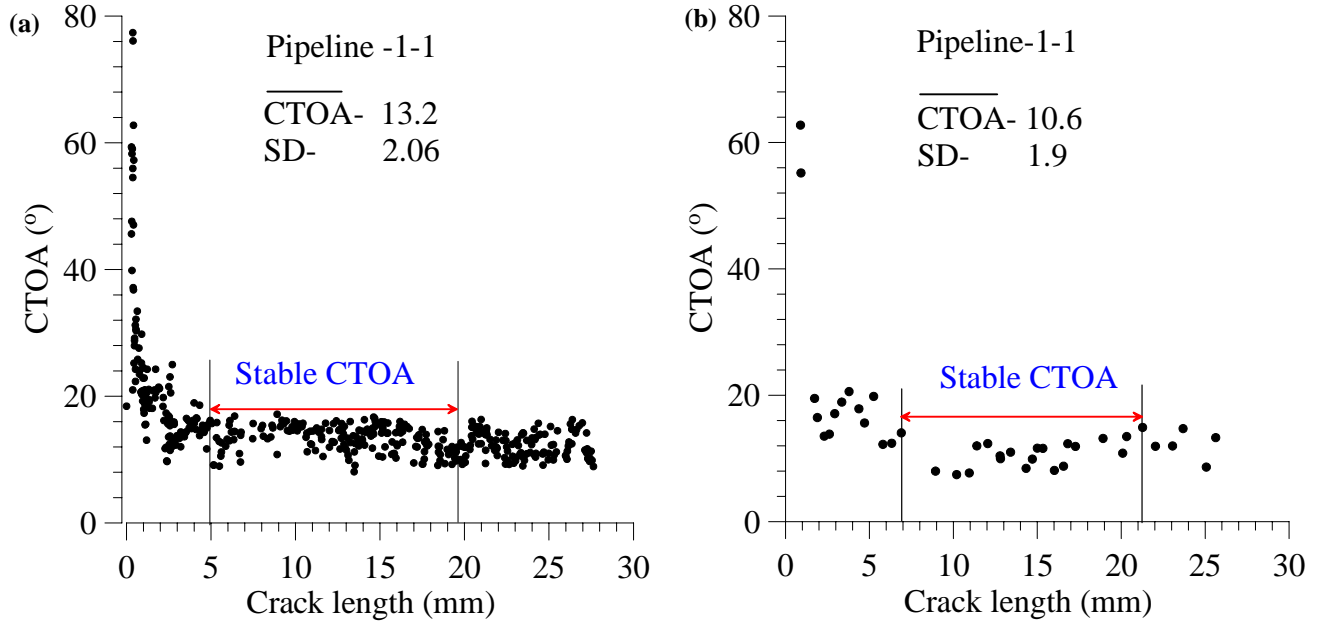 (a)
80
60
40
20
0
CTOA (º)
Pipeline -1-1
CTOA- 13.2
SD- 2.06
Stable CTOA
0 5 10 15 20 25 30
Crack length (mm)
(b)
80
60
40
20
0
CTOA (º)
Pipeline-1-1
CTOA- 10.6
SD- 1.9
Stable CTOA
0 5 10 15 20 25 30
Crack length (mm)